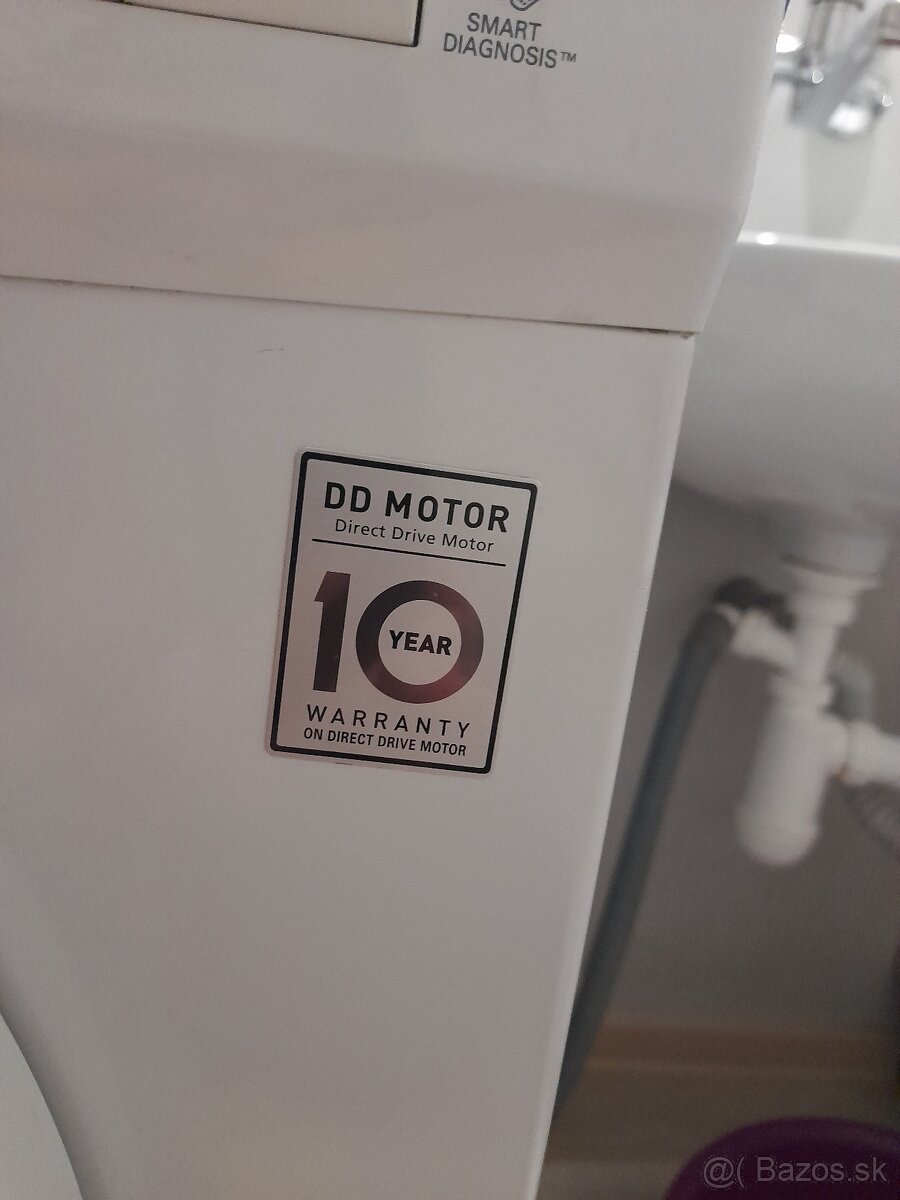 SMART
DIAGNOSIS™
DD MOTOR
Direct Drive Motor
10
YEAR
WARRANTY
ON DIRECT DRIVE MOTOR
@( Bazos.sk